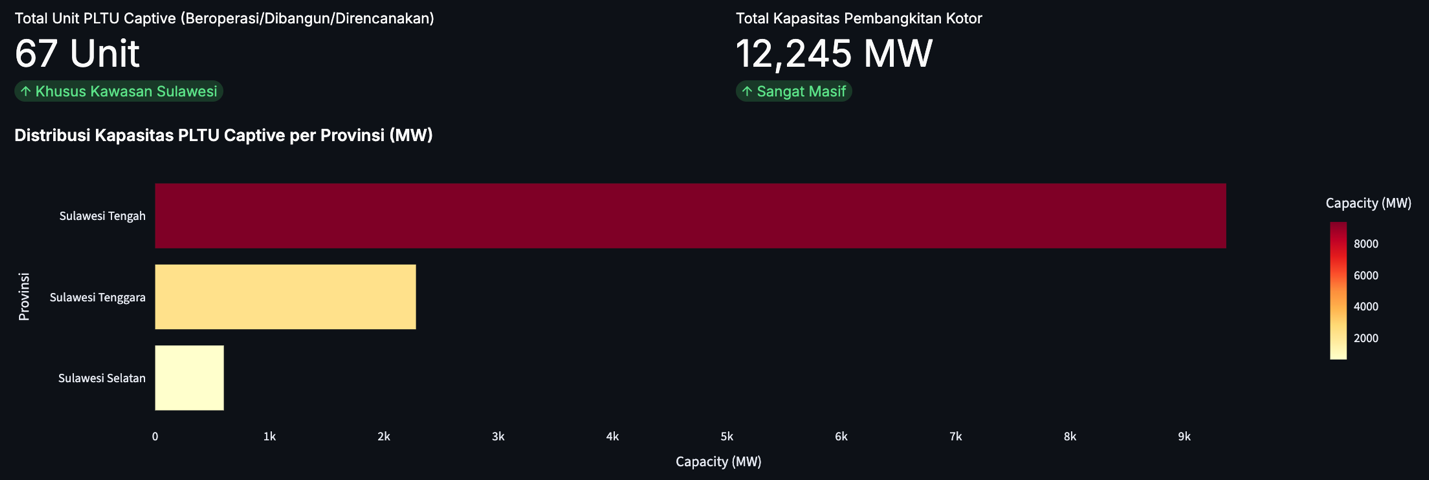 Total Unit PLTU Captive (Beroperasi/Dibangun/Direncanakan)
67 Unit
↑ Khusus Kawasan Sulawesi
Total Kapasitas Pembangkitan Kotor
12,245 MW
↑ Sangat Masif
Distribusi Kapasitas PLTU Captive per Provinsi (MW)
Provinsi
Sulawesi Tengah
Sulawesi Tenggara
Sulawesi Selatan
0 1k 2k 3k 4k 5k 6k 7k 8k 9k
Capacity (MW)
Capacity (MW)
8000
6000
4000
2000